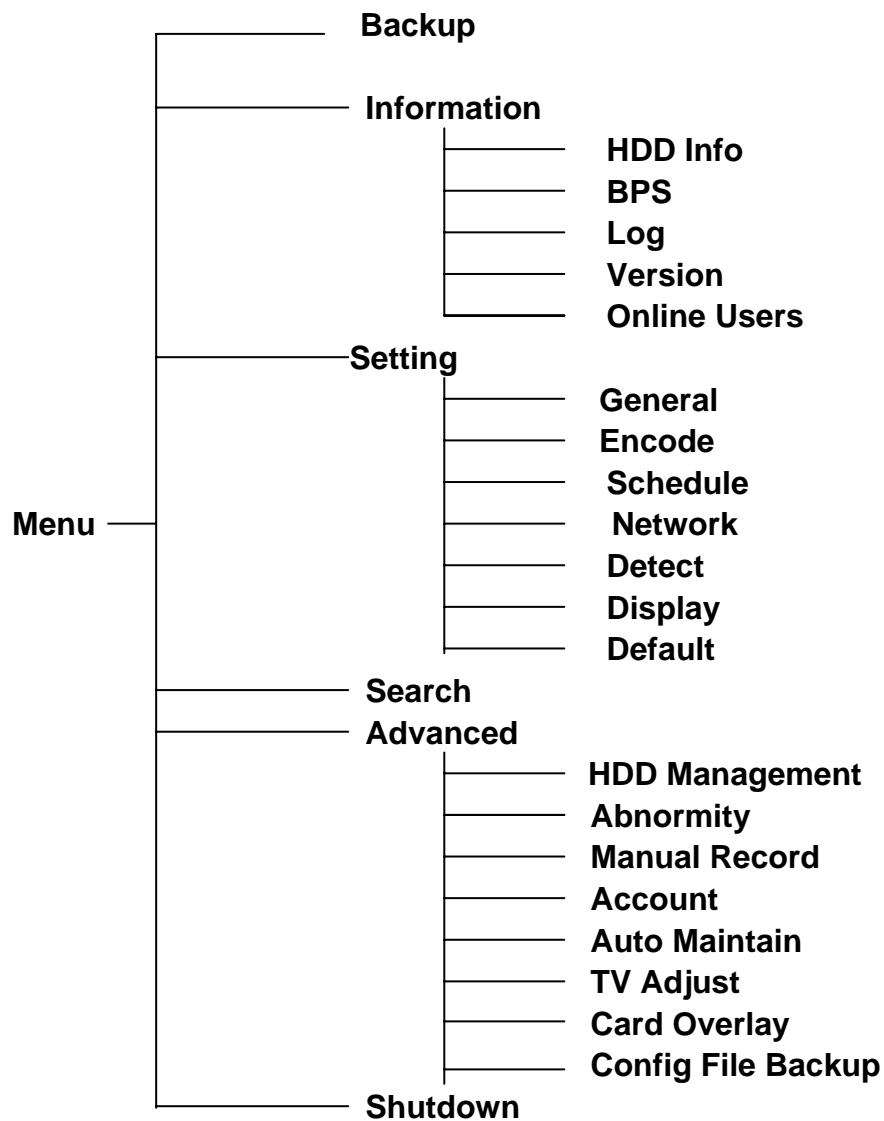 Backup
Information
HDD Info
BPS
Log
Version
Online Users
Setting
General
Encode
Schedule
Menu
Network
Detect
Display
Default
Search
Advanced
HDD Management
Abnormity
Manual Record
Account
Auto Maintain
TV Adjust
Card Overlay
Config File Backup
Shutdown